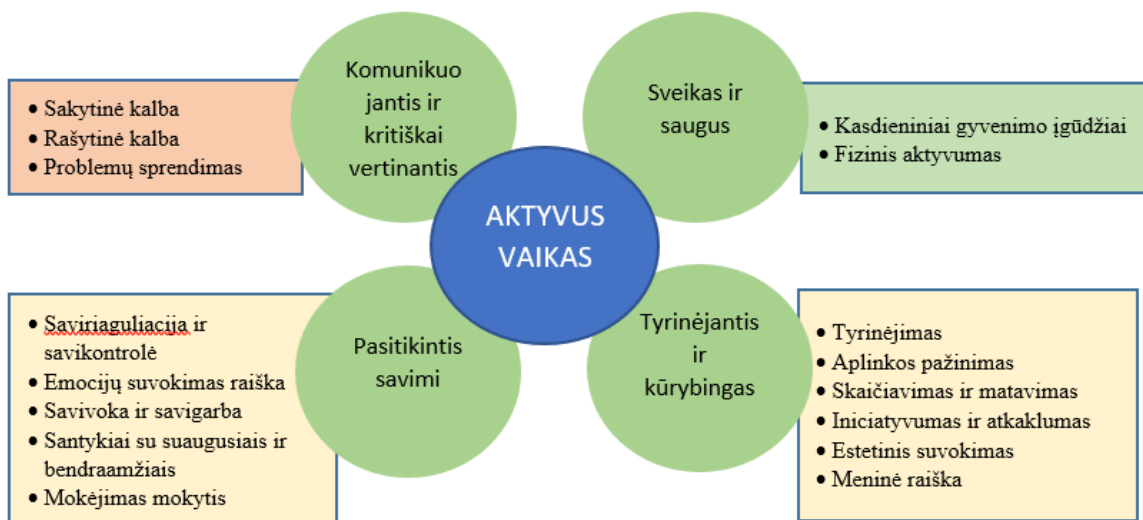 Komunikuo
jantis ir
kritiškai
vertinantis
• Sakytinė kalba
• Rašytinė kalba
• Problemų sprendimas
Sveikas ir
saugus
• Kasdieniniai gyvenimo įgūdžiai
• Fizinis aktyvumas
AKTYVUS
VAIKAS
Pasitikintis
savimi
• Saviriaguliacija ir
savikontrolė
• Emocijų suvokimas raiška
• Savivoka ir savigarba
• Santykiai su suaugusiais ir
bendraamžiais
• Mokėjimas mokytis
Tyrinėjantis
ir
kūrybingas
• Tyrinėjimas
• Aplinkos pažinimas
• Skaičiavimas ir matavimas
• Iniciatyvumas ir atkaklumas
• Estetinis suvokimas
• Meninė raiška